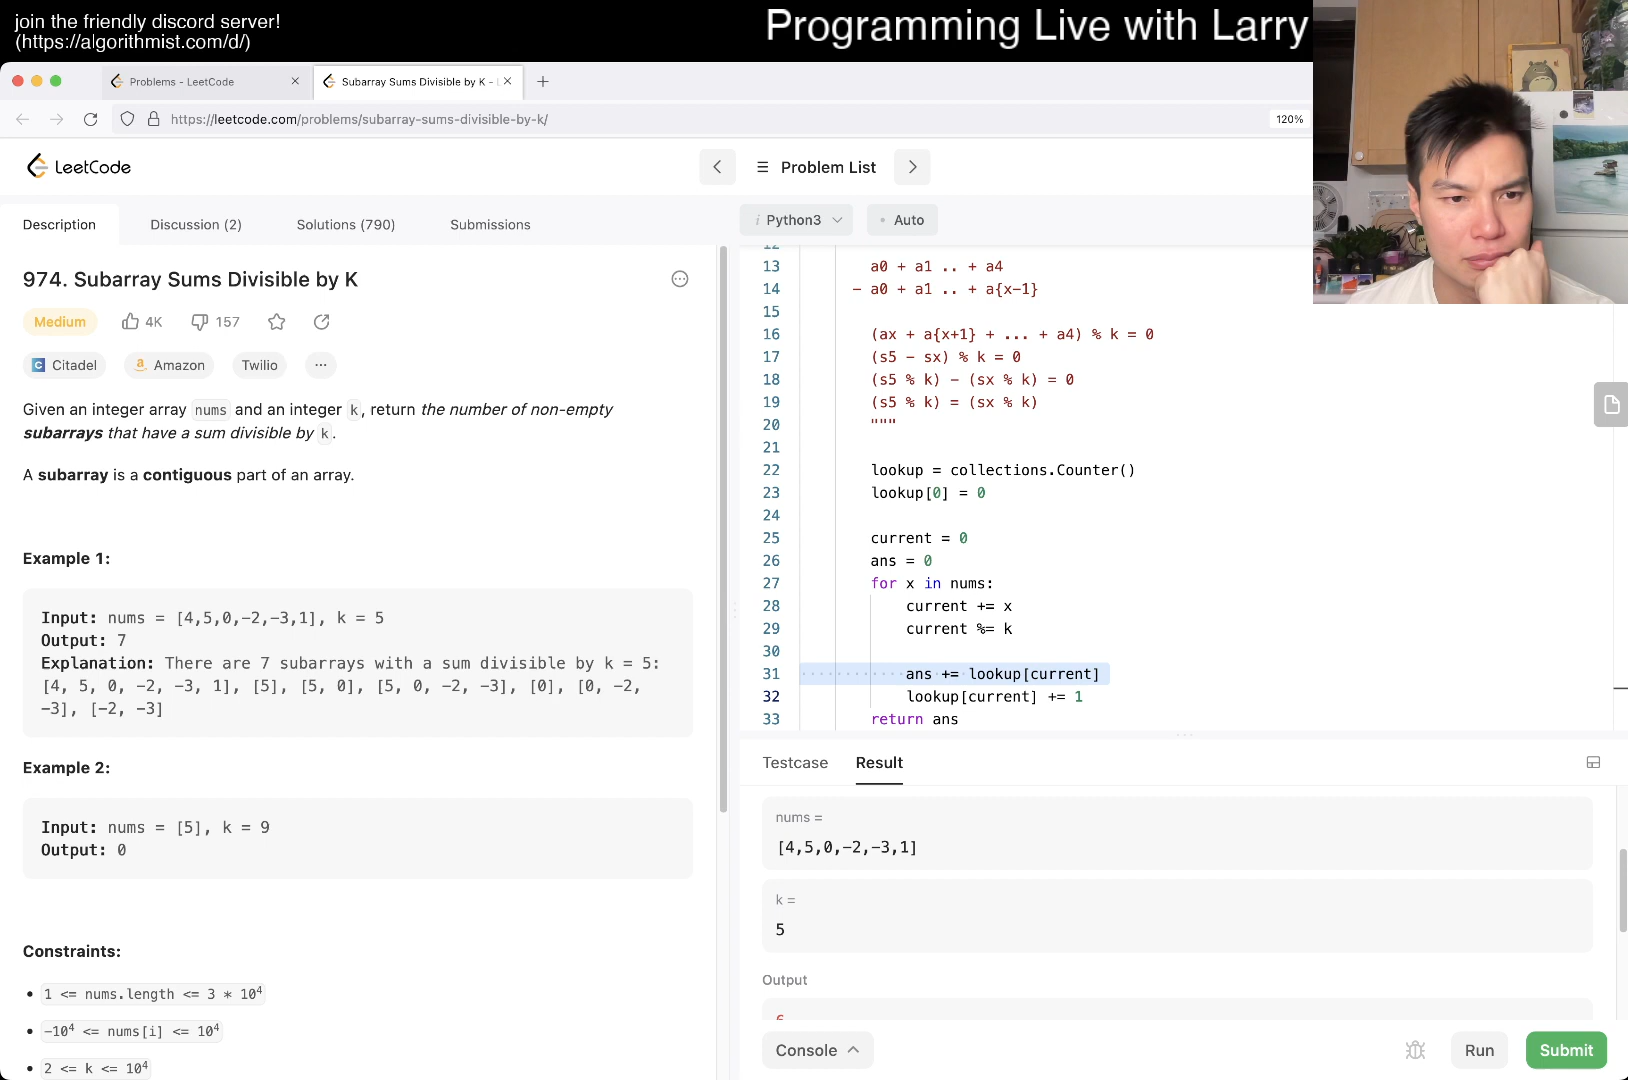 join the friendly discord server!
(https://algorithmist.com/d/)
Programming Live with Larry
Problems - LeetCode
Subarray Sums Divisible by K - L
https://leetcode.com/problems/subarray-sums-divisible-by-k/
120%
LeetCode
Problem List
Description
Discussion (2)
Solutions (790)
Submissions
i Python3
Auto
974. Subarray Sums Divisible by K
Medium
4K
157
Citadel
Amazon
Twilio
Given an integer array nums and an integer k, return the number of non-empty
subarrays that have a sum divisible by k.
A subarray is a contiguous part of an array.
Example 1:
Input: nums = [4,5,0,-2,-3,1], k = 5
Output: 7
Explanation: There are 7 subarrays with a sum divisible by k = 5:
[4, 5, 0, -2, -3, 1], [5], [5, 0], [5, 0, -2, -3], [0], [0, -2,
-3], [-2, -3]
Example 2:
Input: nums = [5], k = 9
Output: 0
Constraints:
• 1 <= nums.length <= 3 * 10⁴
• -10⁴ <= nums[i] <= 10⁴
• 2 <= k <= 10⁴
12
13 a0 + a1 .. + a4
14 - a0 + a1 .. + a{x-1}
15
16 (ax + a{x+1} + ... + a4) % k = 0
17 (s5 - sx) % k = 0
18 (s5 % k) - (sx % k) = 0
19 (s5 % k) = (sx % k)
20 """
21
22 lookup = collections.Counter()
23 lookup[0] = 0
24
25 current = 0
26 ans = 0
27 for x in nums:
28 current += x
29 current %= k
30
31 ans += lookup[current]
32 lookup[current] += 1
33 return ans
Testcase
Result
nums =
[4,5,0,-2,-3,1]
k =
5
Output
6
Console
Run
Submit